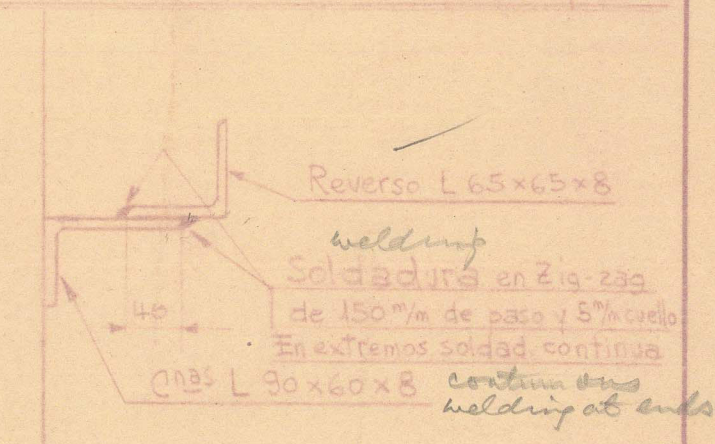 Reverso L 65×65×8
welding
Soldadura en Zig-zag
de 150 m/m de paso y 5 m/m cuello
En extremos soldad. continua
40
Cnas L 90×60×8
continuous
welding at ends